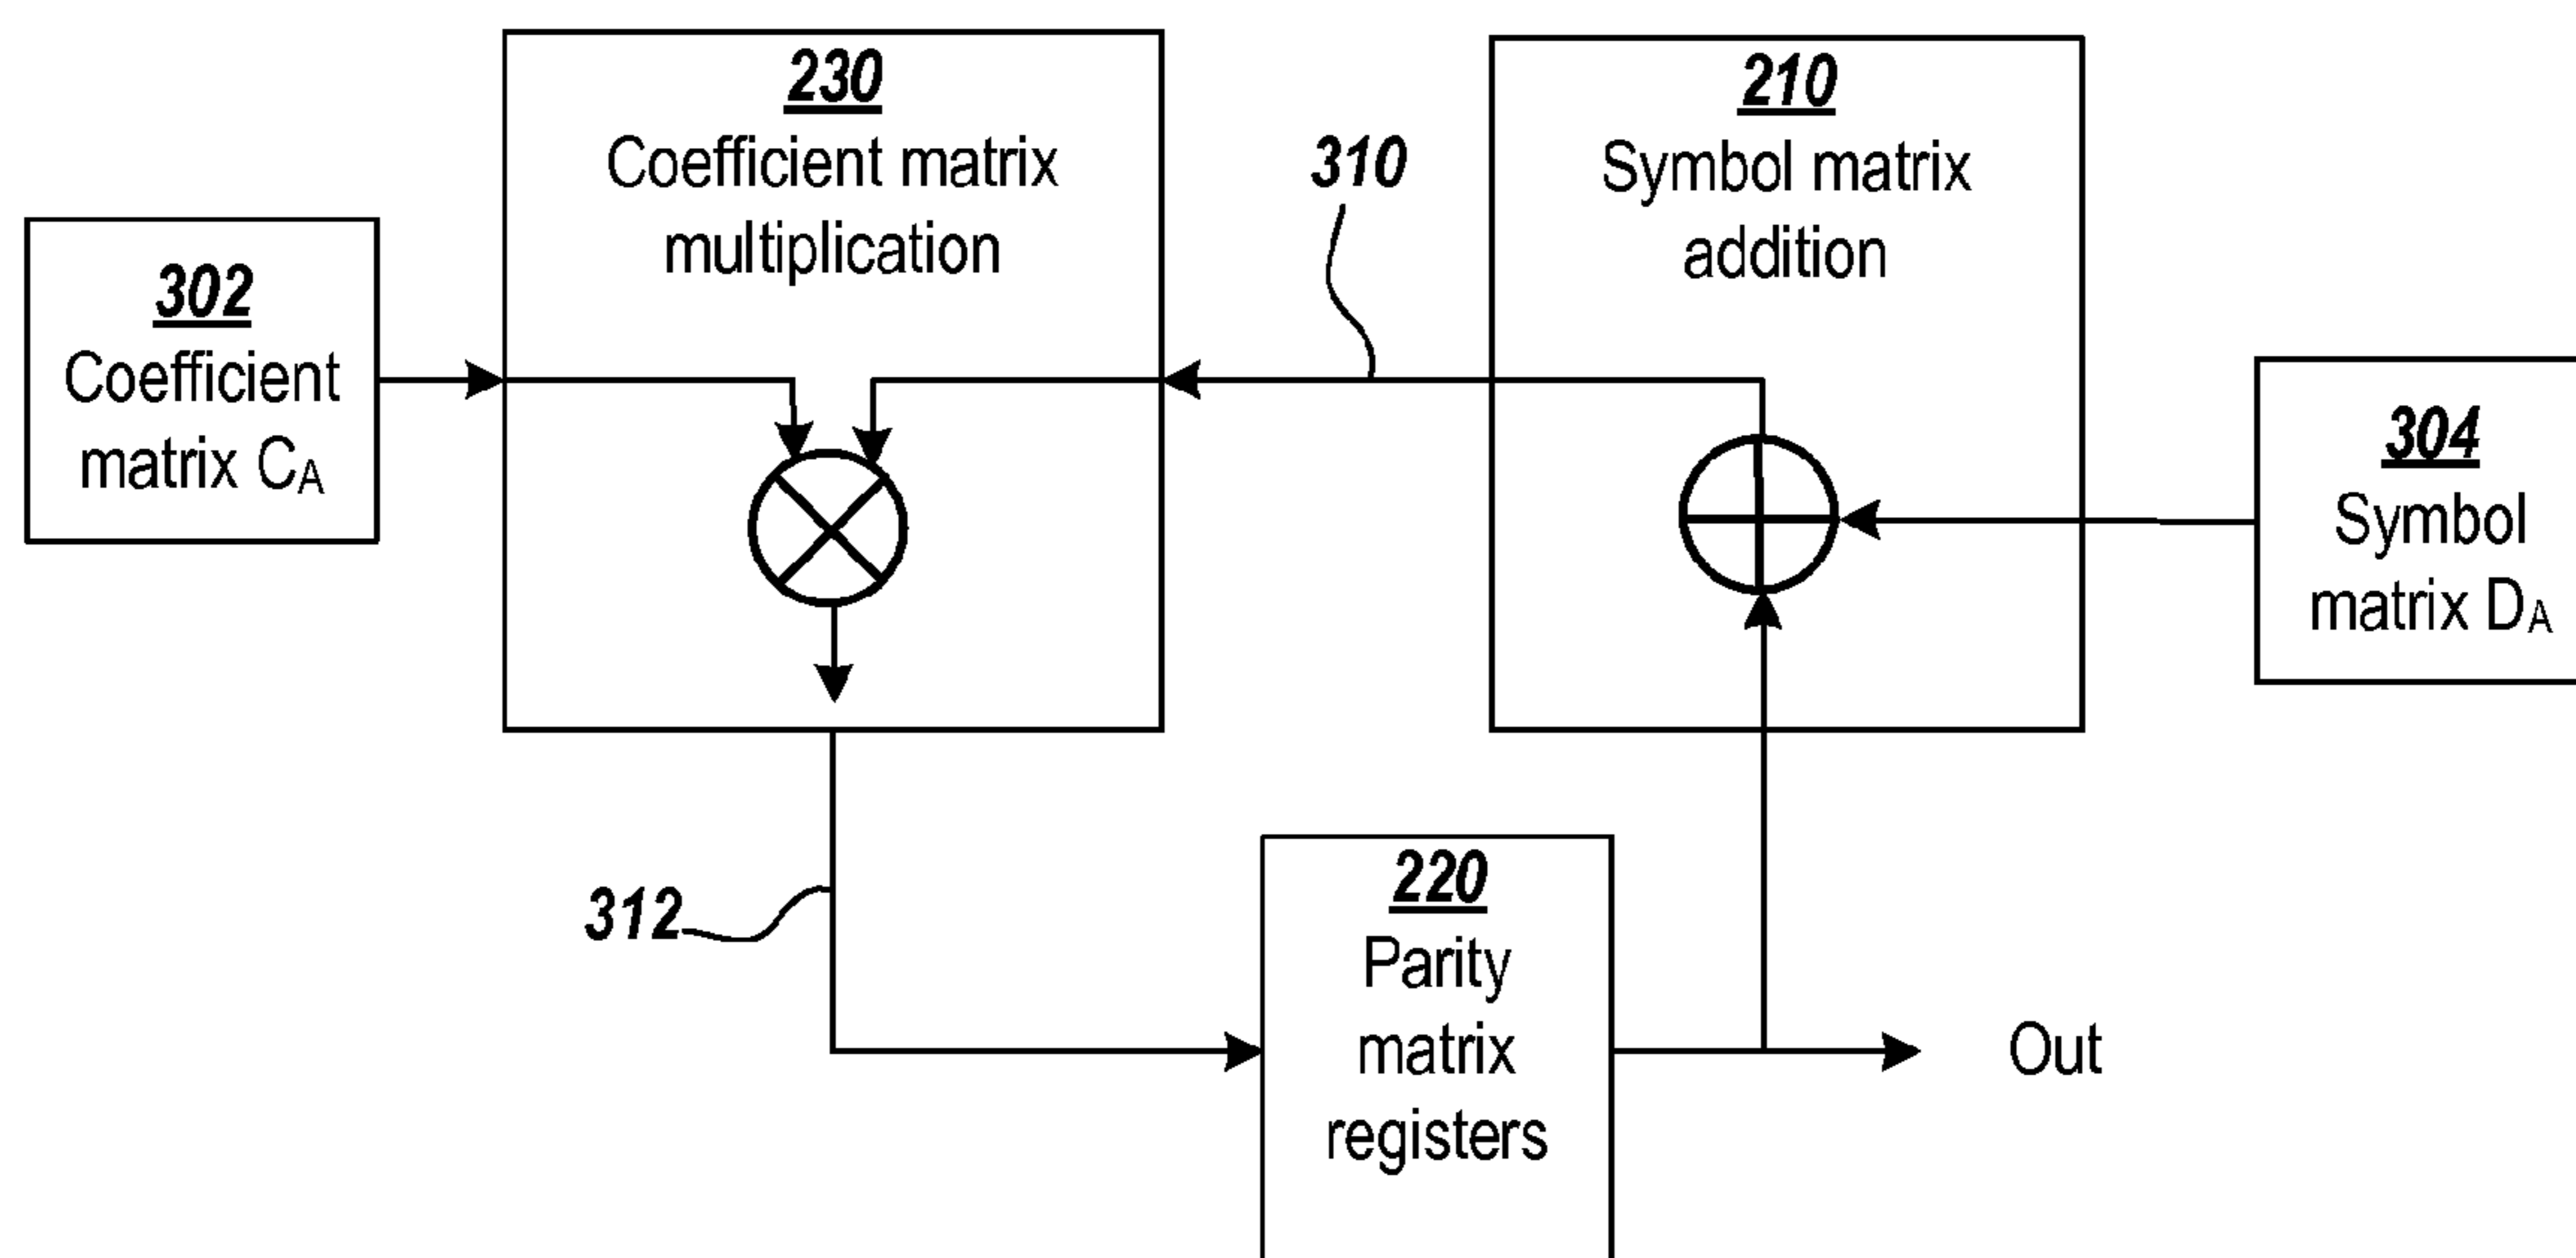 230
Coefficient matrix
multiplication
210
Symbol matrix
addition
310
302
Coefficient
matrix CA
304
Symbol
matrix DA
312
220
Parity
matrix
registers
Out